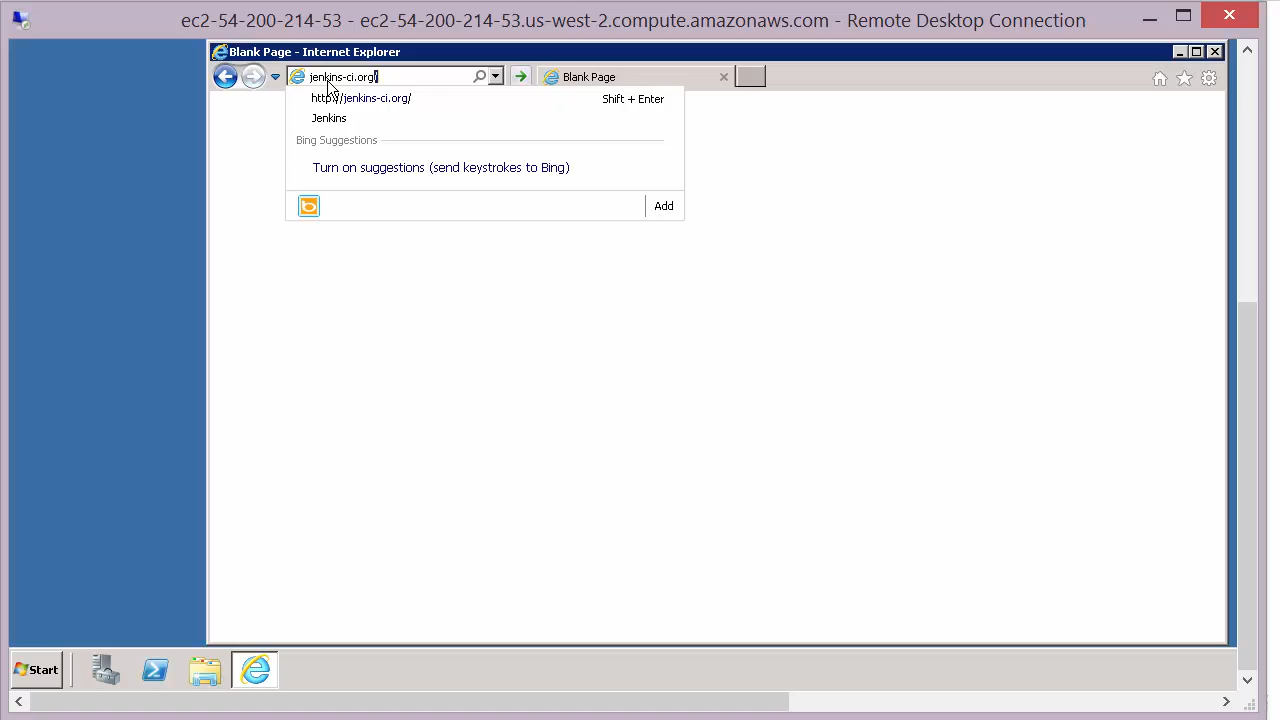 ec2-54-200-214-53 - ec2-54-200-214-53.us-west-2.compute.amazonaws.com - Remote Desktop Connection
Blank Page - Internet Explorer
jenkins-ci.org/
Blank Page
http://jenkins-ci.org/ Shift + Enter
Jenkins
Bing Suggestions
Turn on suggestions (send keystrokes to Bing)
Add
Start